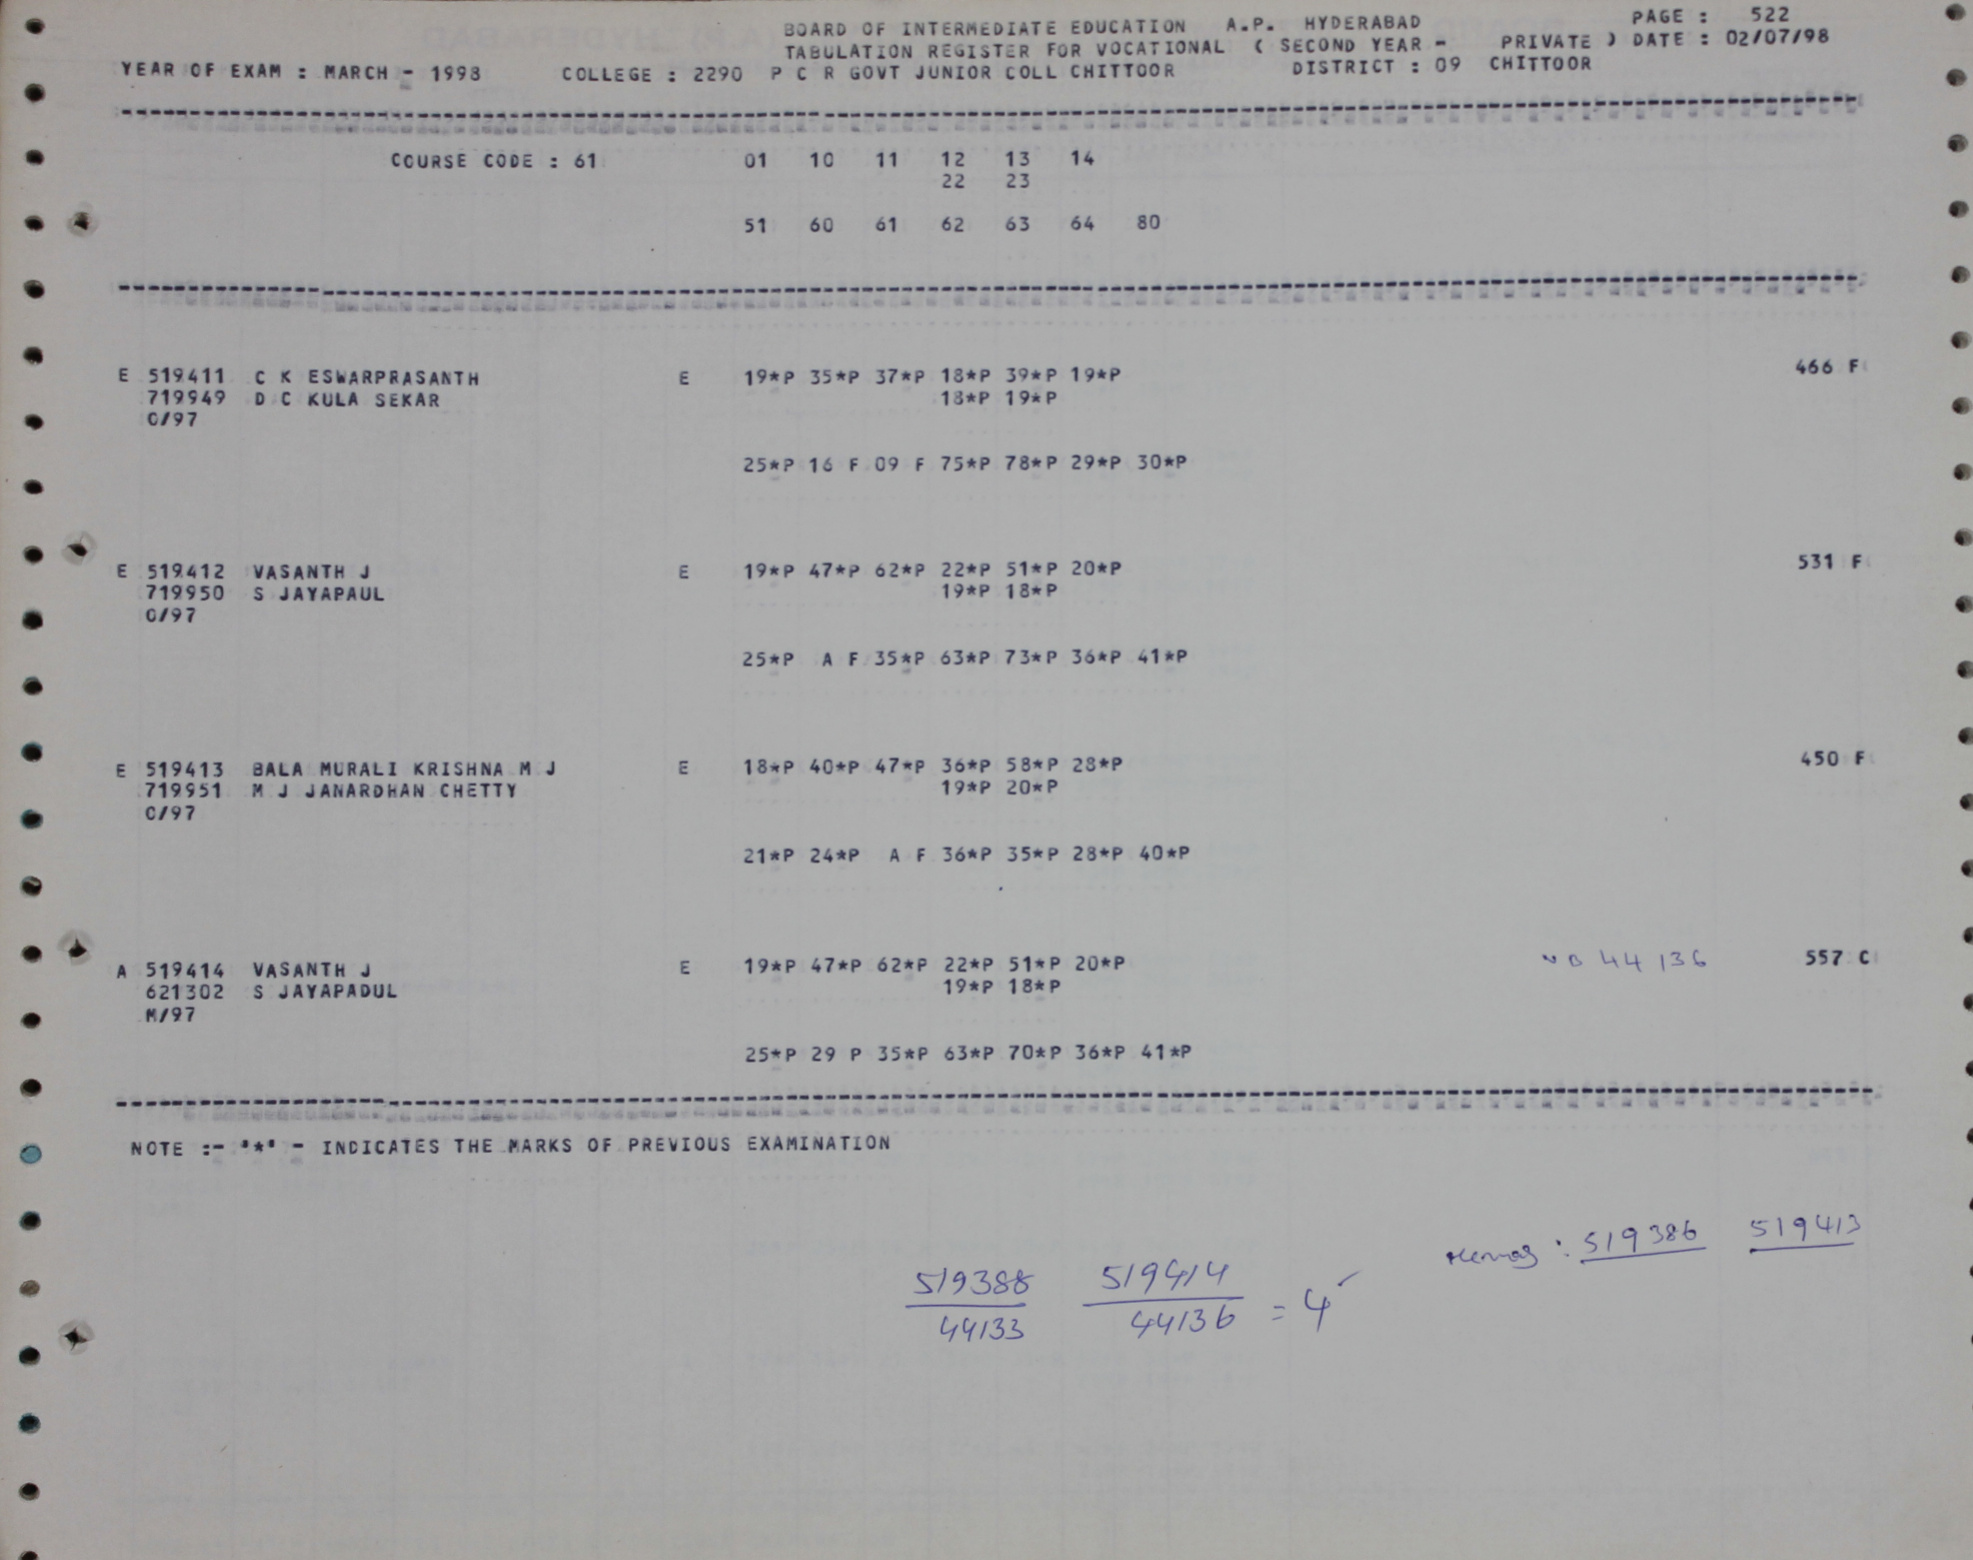 BOARD OF INTERMEDIATE EDUCATION A.P. HYDERABAD PAGE : 522
TABULATION REGISTER FOR VOCATIONAL ( SECOND YEAR - PRIVATE ) DATE : 02/07/98
YEAR OF EXAM : MARCH - 1998 COLLEGE : 2290 P C R GOVT JUNIOR COLL CHITTOOR DISTRICT : 09 CHITTOOR
COURSE CODE : 61 01 10 11 12 13 14
22 23
51 60 61 62 63 64 80
E 519411 C K ESWARPRASANTH E 19*P 35*P 37*P 18*P 39*P 19*P 466 F
719949 D C KULA SEKAR 18*P 19*P
O/97
25*P 16 F 09 F 75*P 78*P 29*P 30*P
E 519412 VASANTH J E 19*P 47*P 62*P 22*P 51*P 20*P 531 F
719950 S JAYAPAUL 19*P 18*P
O/97
25*P A F 35*P 63*P 73*P 36*P 41*P
E 519413 BALA MURALI KRISHNA M J E 18*P 40*P 47*P 36*P 58*P 28*P 450 F
719951 M J JANARDHAN CHETTY 19*P 20*P
O/97
21*P 24*P A F 36*P 35*P 28*P 40*P
A 519414 VASANTH J E 19*P 47*P 62*P 22*P 51*P 20*P 44136 557 C
621302 S JAYAPADUL 19*P 18*P
M/97
25*P 29 P 35*P 63*P 70*P 36*P 41*P
NOTE :- '*' - INDICATES THE MARKS OF PREVIOUS EXAMINATION
: 519386 519413
519388 519414
44133 44136 = 4